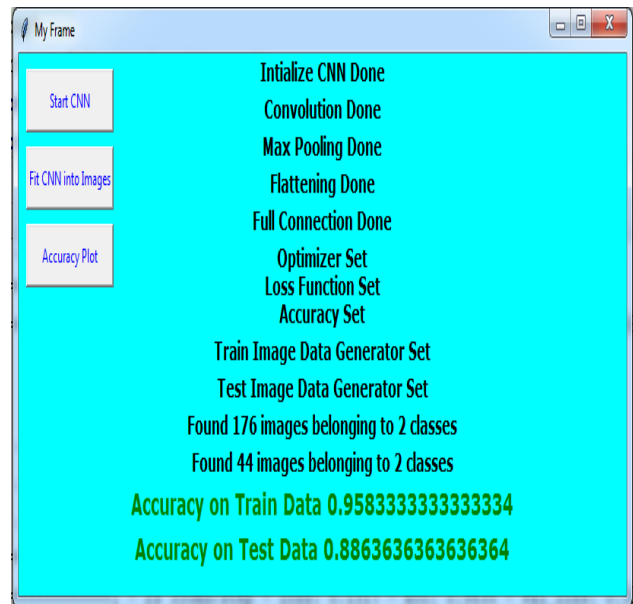 My Frame
Start CNN
Fit CNN into Images
Accuracy Plot
Intialize CNN Done
Convolution Done
Max Pooling Done
Flattening Done
Full Connection Done
Optimizer Set
Loss Function Set
Accuracy Set
Train Image Data Generator Set
Test Image Data Generator Set
Found 176 images belonging to 2 classes
Found 44 images belonging to 2 classes
Accuracy on Train Data 0.9583333333333334
Accuracy on Test Data 0.8863636363636364